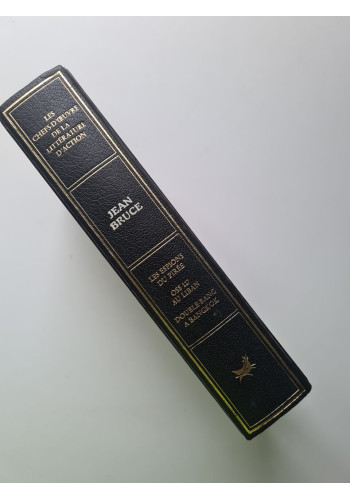 LES
CHEFS-D'ŒUVRE
DE LA
LITTÉRATURE
D'ACTION
JEAN
BRUCE
LES ESPIONS
DU PIRÉE
OSS 117
AU LIBAN
DOUBLE BANG
A BANGKOK